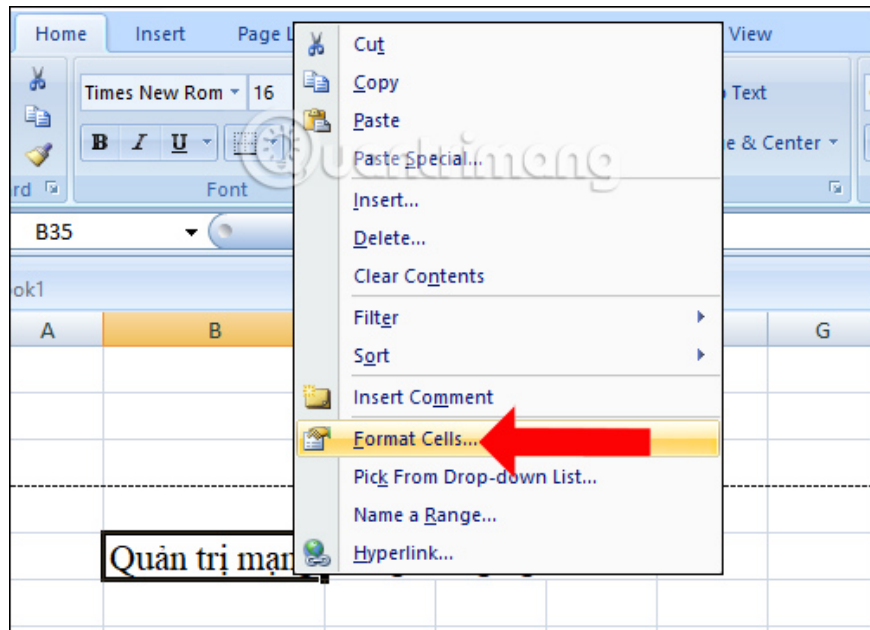 Home Insert Page L View
Cut
Copy
Times New Rom 16 Text
Paste
B I U e & Center
Paste Special...
Quantrimang
rd Font
Insert...
B35
Delete...
Clear Contents
ok1
Filter
A B G
Sort
Insert Comment
Format Cells...
Pick From Drop-down List...
Name a Range...
Quản trị mạn
Hyperlink...